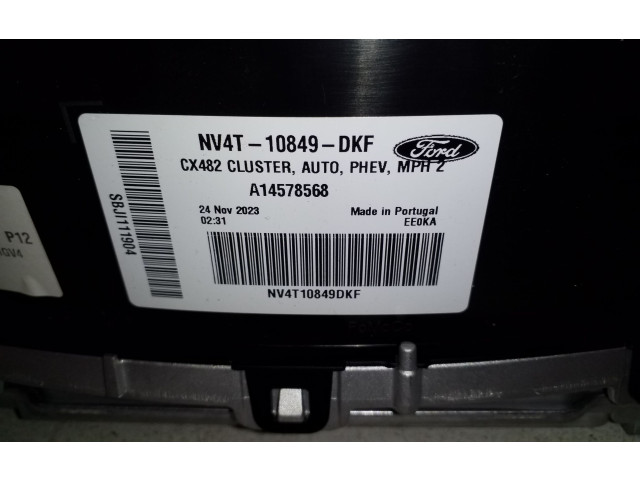 NV4T-10849-DKF
Ford
CX482 CLUSTER, AUTO, PHEV, MPH 2
A14578568
24 Nov 2023
Made in Portugal
02:31
EE0KA
NV4T10849DKF
SBJI111904
P12